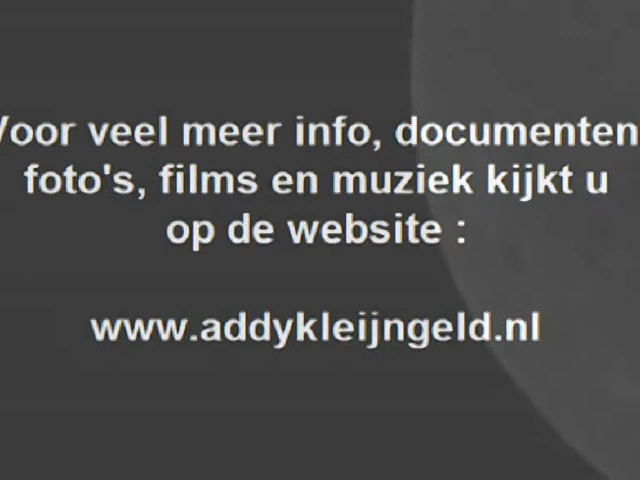 Voor veel meer info, documenten
foto's, films en muziek kijkt u
op de website :
www.addykleijngeld.nl